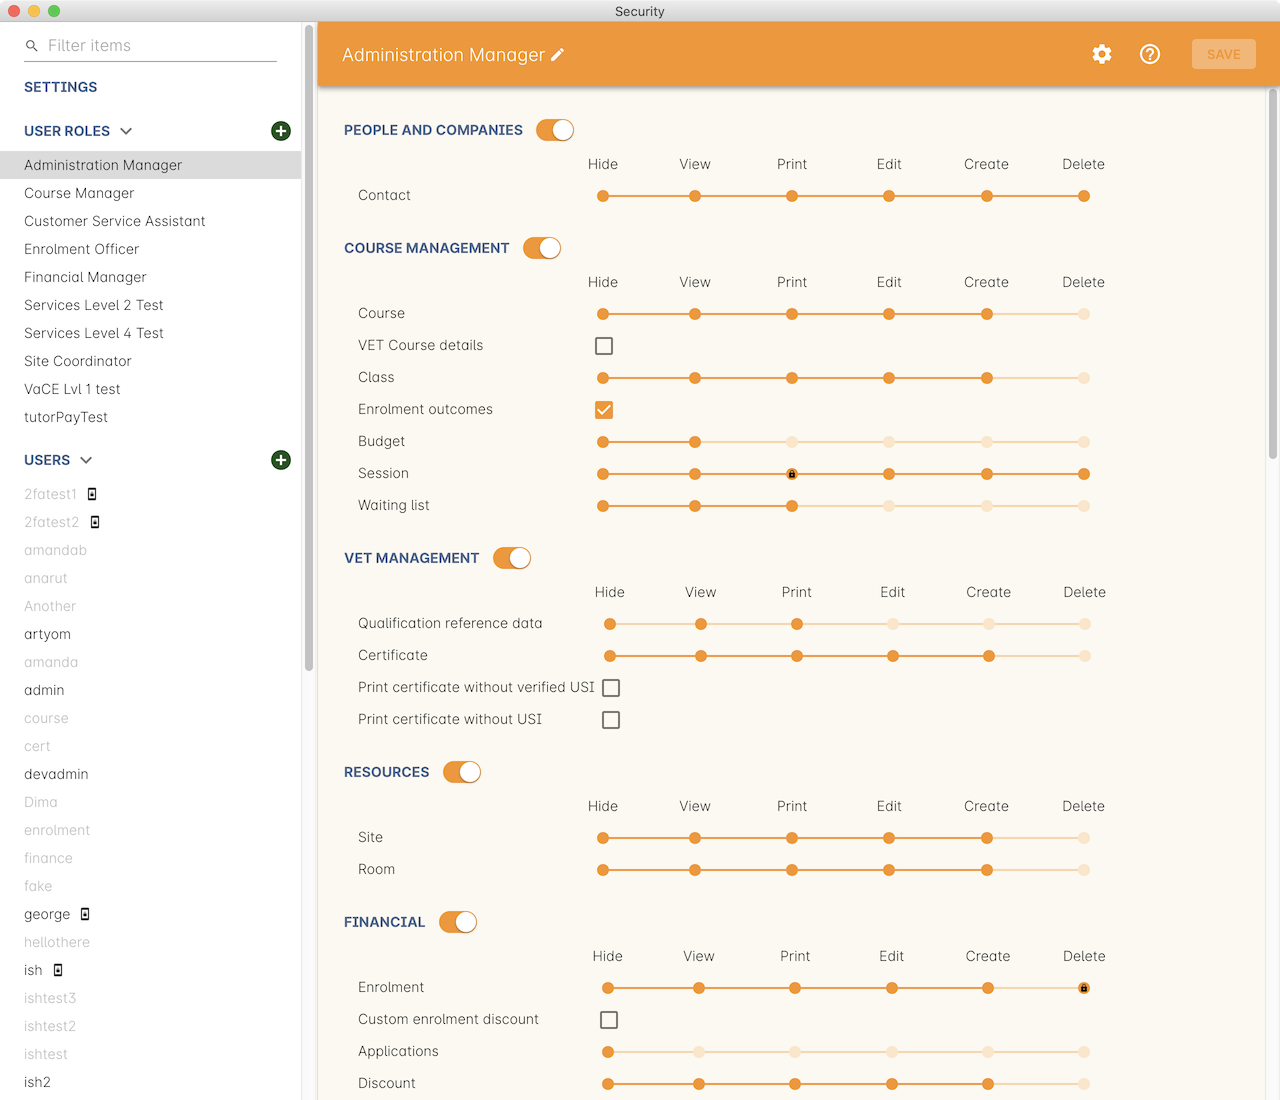 Security
Filter items
SETTINGS
USER ROLES
Administration Manager
Course Manager
Customer Service Assistant
Enrolment Officer
Financial Manager
Services Level 2 Test
Services Level 4 Test
Site Coordinator
VaCE Lvl 1 test
tutorPayTest
USERS
2fatest1
2fatest2
amandab
anarut
Another
artyom
amanda
admin
course
cert
devadmin
Dima
enrolment
finance
fake
george
hellothere
ish
ishtest3
ishtest2
ishtest
ish2
Administration Manager
SAVE
PEOPLE AND COMPANIES
Hide View Print Edit Create Delete
Contact
COURSE MANAGEMENT
Hide View Print Edit Create Delete
Course
VET Course details
Class
Enrolment outcomes
Budget
Session
Waiting list
VET MANAGEMENT
Hide View Print Edit Create Delete
Qualification reference data
Certificate
Print certificate without verified USI
Print certificate without USI
RESOURCES
Hide View Print Edit Create Delete
Site
Room
FINANCIAL
Hide View Print Edit Create Delete
Enrolment
Custom enrolment discount
Applications
Discount